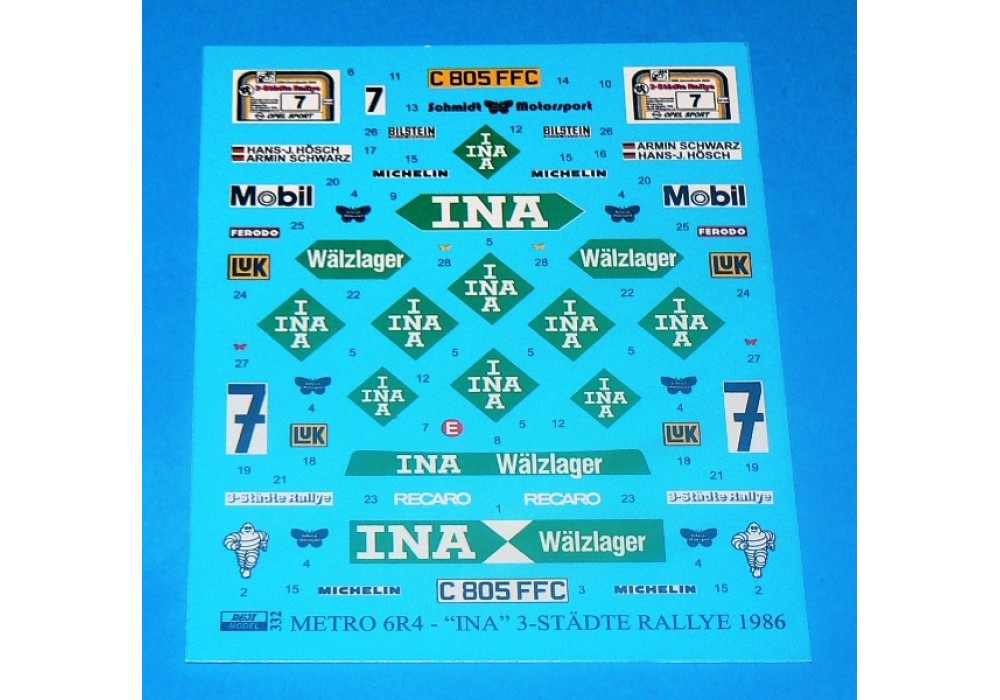 6 11 C 805 FFC 14 10
3-Städte Rallye 7 OPEL SPORT
7
13 Schmidt Motorsport
3-Städte Rallye 7 OPEL SPORT
26 BILSTEIN INA 12 BILSTEIN 26
HANS-J. HÖSCH
ARMIN SCHWARZ
17 15 16
ARMIN SCHWARZ
HANS-J. HÖSCH
MICHELIN MICHELIN
20 4 9 4 20
Mobil INA Mobil
FERODO 25 5 25 FERODO
LUK Wälzlager 28 28 Wälzlager LUK
INA
24 22 22 24
INA INA INA INA
27 5 5 5 5 27
7 4 INA 12 INA INA 4 7
LUK 7 E 8 5 12 LUK
19 18 18 19
21 INA Wälzlager 21
3-Städte Rallye 23 RECARO RECARO 23 3-Städte Rallye
1
4 INA Wälzlager 4
2 15 MICHELIN C 805 FFC 3 MICHELIN 15 2
REJI MODEL 332 METRO 6R4 - “INA” 3-STÄDTE RALLYE 1986